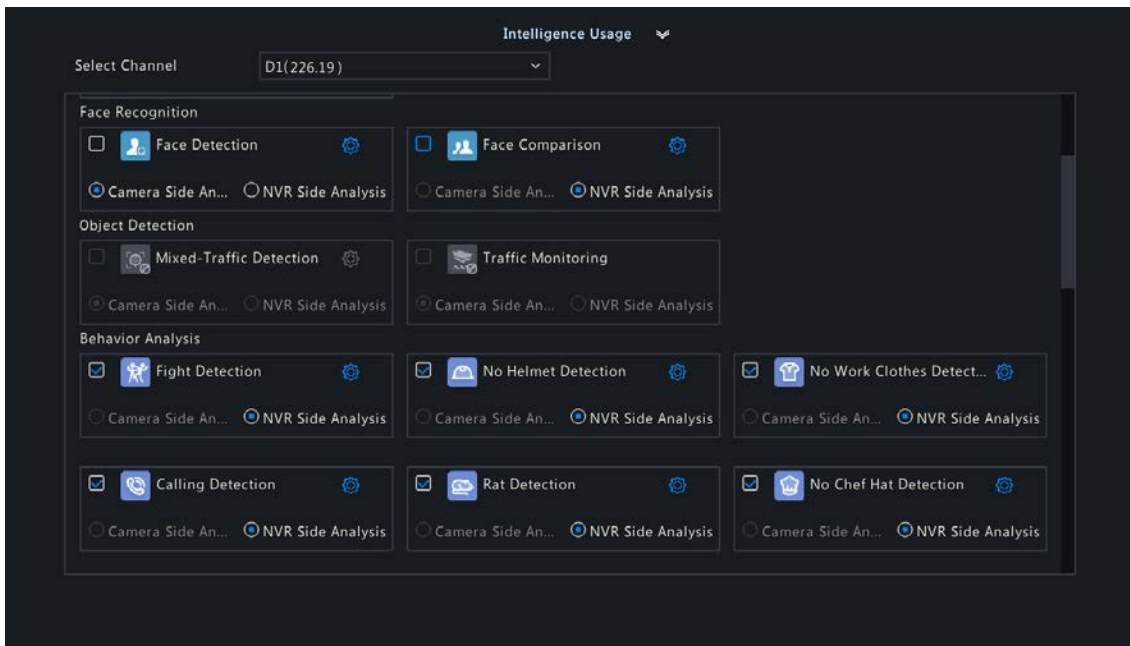 Intelligence Usage
Select Channel D1(226.19)
Face Recognition
Face Detection Face Comparison
Camera Side An... NVR Side Analysis Camera Side An... NVR Side Analysis
Object Detection
Mixed-Traffic Detection Traffic Monitoring
Camera Side An... NVR Side Analysis Camera Side An... NVR Side Analysis
Behavior Analysis
Fight Detection No Helmet Detection No Work Clothes Detect...
Camera Side An... NVR Side Analysis Camera Side An... NVR Side Analysis Camera Side An... NVR Side Analysis
Calling Detection Rat Detection No Chef Hat Detection
Camera Side An... NVR Side Analysis Camera Side An... NVR Side Analysis Camera Side An... NVR Side Analysis